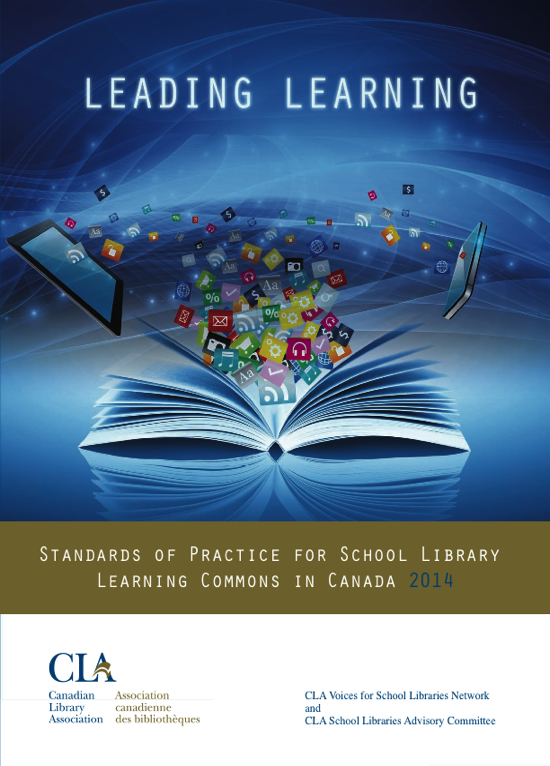 LEADING LEARNING
STANDARDS OF PRACTICE FOR SCHOOL LIBRARY
LEARNING COMMONS IN CANADA 2014
CLA
Canadian Association
Library canadienne
Association des bibliothèques
CLA Voices for School Libraries Network
and
CLA School Libraries Advisory Committee